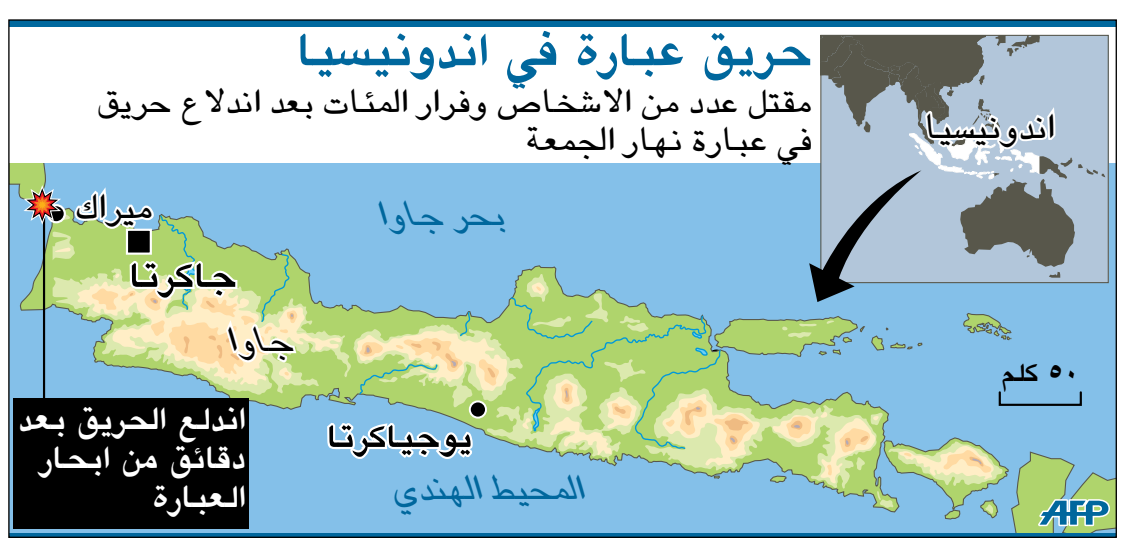 حريق عبارة في اندونيسيا
مقتل عدد من الاشخاص وفرار المئات بعد اندلاع حريق
في عبارة نهار الجمعة
اندونيسيا
ميراك
بحر جاوا
جاكرتا
جاوا
٥٠ كلم
اندلع الحريق بعد
دقائق من ابحار
العبارة
يوجياكرتا
المحيط الهندي
AFP